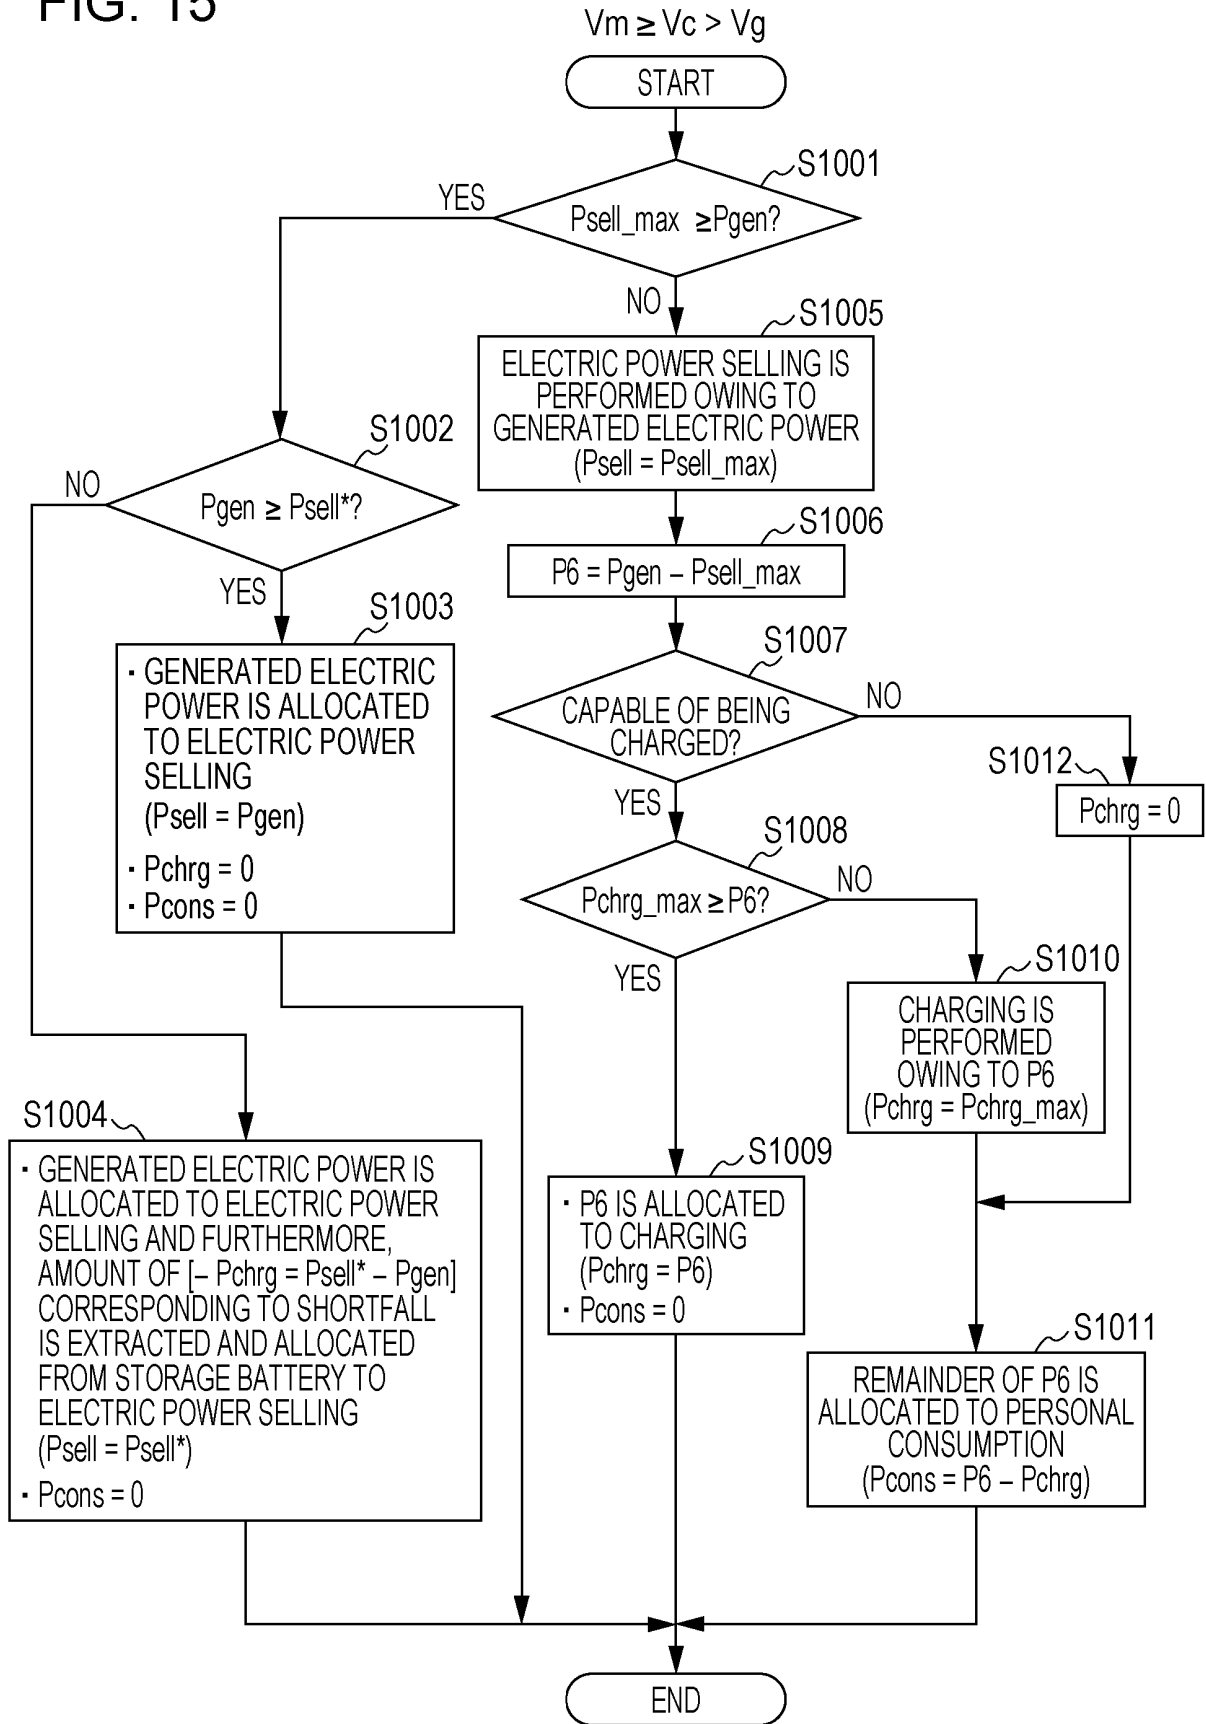 FIG. 15
Vm ≥ Vc > Vg
START
S1001
YES
Psell_max ≥Pgen?
NO
S1005
ELECTRIC POWER SELLING IS
PERFORMED OWING TO
GENERATED ELECTRIC POWER
(Psell = Psell_max)
S1002
NO
Pgen ≥ Psell*?
YES
S1006
P6 = Pgen – Psell_max
S1003
· GENERATED ELECTRIC
POWER IS ALLOCATED
TO ELECTRIC POWER
SELLING
(Psell = Pgen)
· Pchrg = 0
· Pcons = 0
S1007
CAPABLE OF BEING
CHARGED?
NO
YES
S1012
Pchrg = 0
S1008
Pchrg_max ≥ P6?
NO
YES
S1010
CHARGING IS
PERFORMED
OWING TO P6
(Pchrg = Pchrg_max)
S1004
· GENERATED ELECTRIC POWER IS
ALLOCATED TO ELECTRIC POWER
SELLING AND FURTHERMORE,
AMOUNT OF [– Pchrg = Psell* – Pgen]
CORRESPONDING TO SHORTFALL
IS EXTRACTED AND ALLOCATED
FROM STORAGE BATTERY TO
ELECTRIC POWER SELLING
(Psell = Psell*)
· Pcons = 0
S1009
· P6 IS ALLOCATED
TO CHARGING
(Pchrg = P6)
· Pcons = 0
S1011
REMAINDER OF P6 IS
ALLOCATED TO PERSONAL
CONSUMPTION
(Pcons = P6 – Pchrg)
END